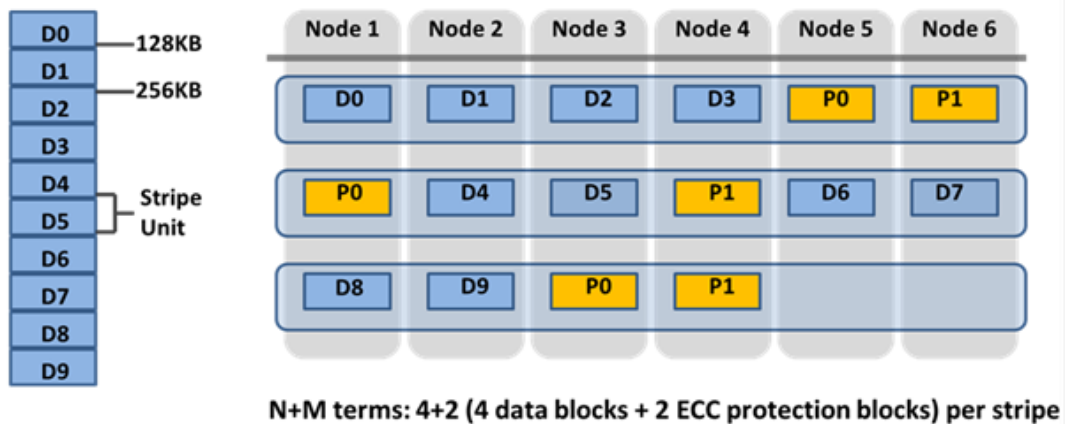 D0
128KB
D1
256KB
D2
D3
D4
Stripe
Unit
D5
D6
D7
D8
D9
Node 1 Node 2 Node 3 Node 4 Node 5 Node 6
D0 D1 D2 D3 P0 P1
P0 D4 D5 P1 D6 D7
D8 D9 P0 P1
N+M terms: 4+2 (4 data blocks + 2 ECC protection blocks) per stripe